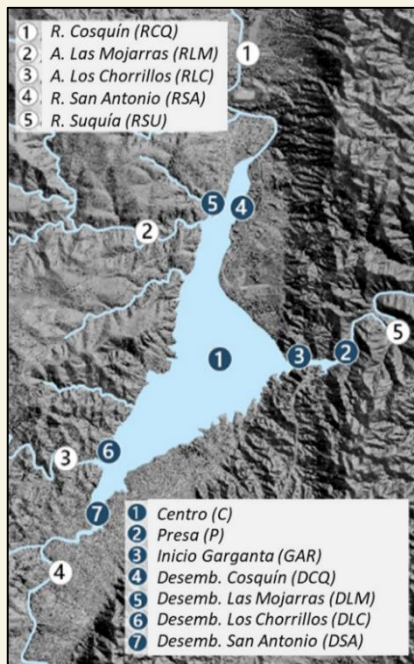 1 R. Cosquín (RCQ)
2 A. Las Mojarras (RLM)
3 A. Los Chorrillos (RLC)
4 R. San Antonio (RSA)
5 R. Suquía (RSU)
1
5
4
2
1
3
2
5
6
3
7
4
1 Centro (C)
2 Presa (P)
3 Inicio Garganta (GAR)
4 Desemb. Cosquín (DCQ)
5 Desemb. Las Mojarras (DLM)
6 Desemb. Los Chorrillos (DLC)
7 Desemb. San Antonio (DSA)